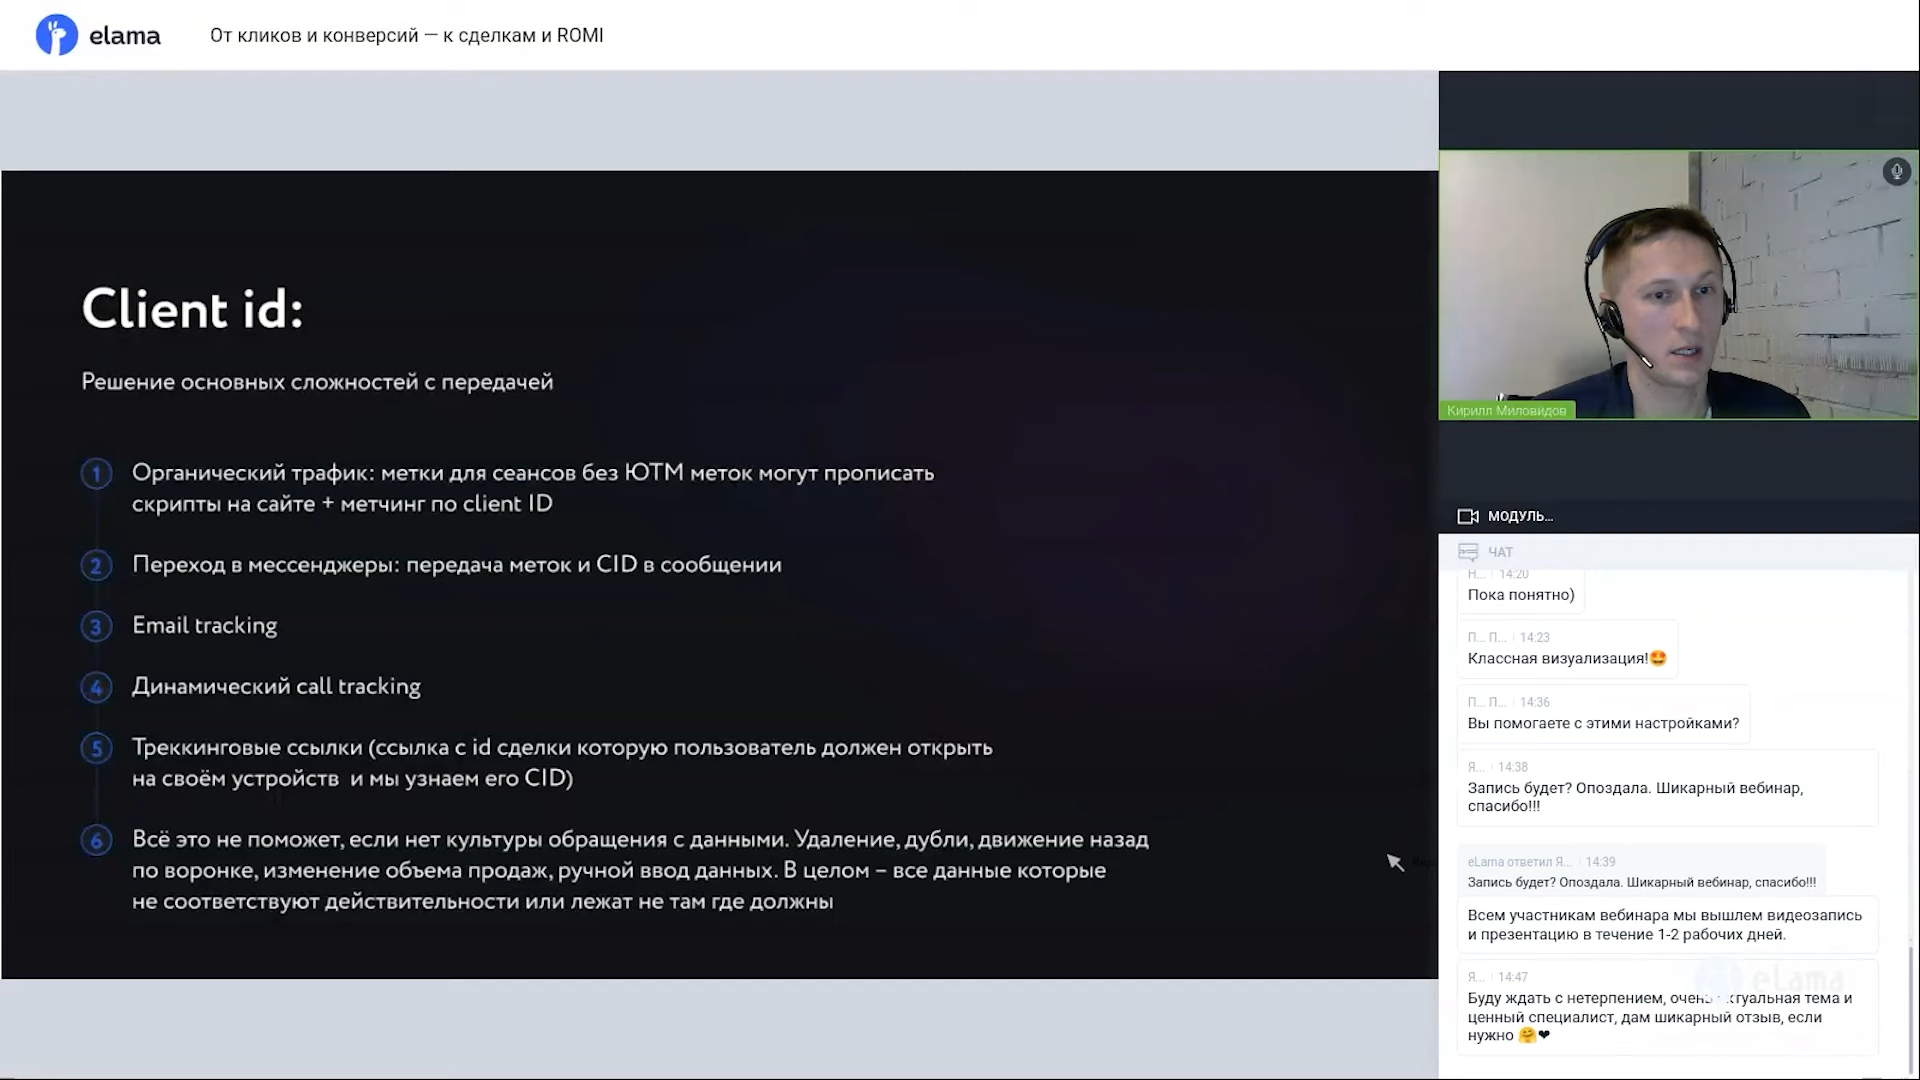 elama
От кликов и конверсий — к сделкам и ROMI
Client id:
Решение основных сложностей с передачей
1
Органический трафик: метки для сеансов без ЮТМ меток могут прописать
скрипты на сайте + метчинг по client ID
2
Переход в мессенджеры: передача меток и CID в сообщении
3
Email tracking
4
Динамический call tracking
5
Треккинговые ссылки (ссылка с id сделки которую пользователь должен открыть
на своём устройств и мы узнаем его CID)
6
Всё это не поможет, если нет культуры обращения с данными. Удаление, дубли, движение назад
по воронке, изменение объема продаж, ручной ввод данных. В целом – все данные которые
не соответствуют действительности или лежат не там где должны
Кирилл Миловидов
МОДУЛЬ...
ЧАТ
Н... 14:20
Пока понятно)
П... П... 14:23
Классная визуализация!🤩
П... П... 14:36
Вы помогаете с этими настройками?
Я... 14:38
Запись будет? Опоздала. Шикарный вебинар,
спасибо!!!
eLama ответил Я... 14:39
Запись будет? Опоздала. Шикарный вебинар, спасибо!!!
Всем участникам вебинара мы вышлем видеозапись
и презентацию в течение 1-2 рабочих дней.
Я... 14:47
eLama
Буду ждать с нетерпением, тема и
ценный специалист, дам шикарный отзыв, если
нужно 🤗❤